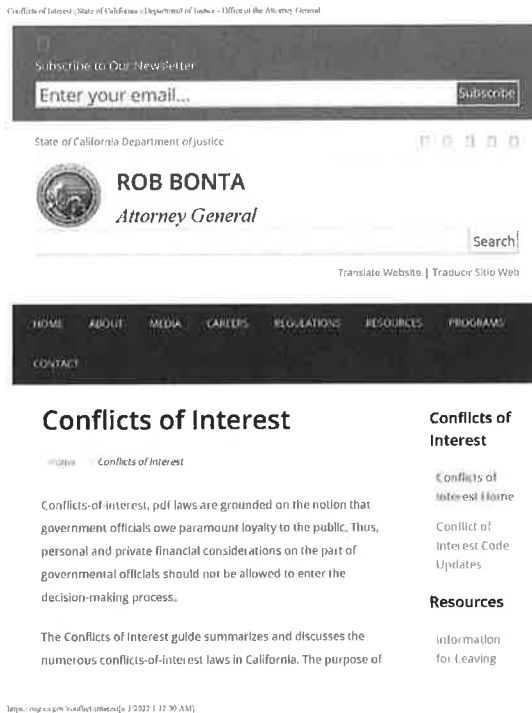 Conflicts of Interest | State of California - Department of Justice - Office of the Attorney General
Subscribe to Our Newsletter
Enter your email...
Subscribe
State of California Department of Justice
ROB BONTA
Attorney General
Search
Translate Website | Traducir Sitio Web
HOME ABOUT MEDIA CAREERS REGULATIONS RESOURCES PROGRAMS
CONTACT
Conflicts of Interest
Conflicts of Interest
Conflicts-of-interest, pdf laws are grounded on the notion that
government officials owe paramount loyalty to the public. Thus,
personal and private financial considerations on the part of
governmental officials should not be allowed to enter the
decision-making process.
The Conflicts of Interest guide summarizes and discusses the
numerous conflicts-of-interest laws in California. The purpose of
Conflicts of
Interest
Conflicts of
Interest Home
Conflict of
Interest Code
Updates
Resources
Information
for Leaving